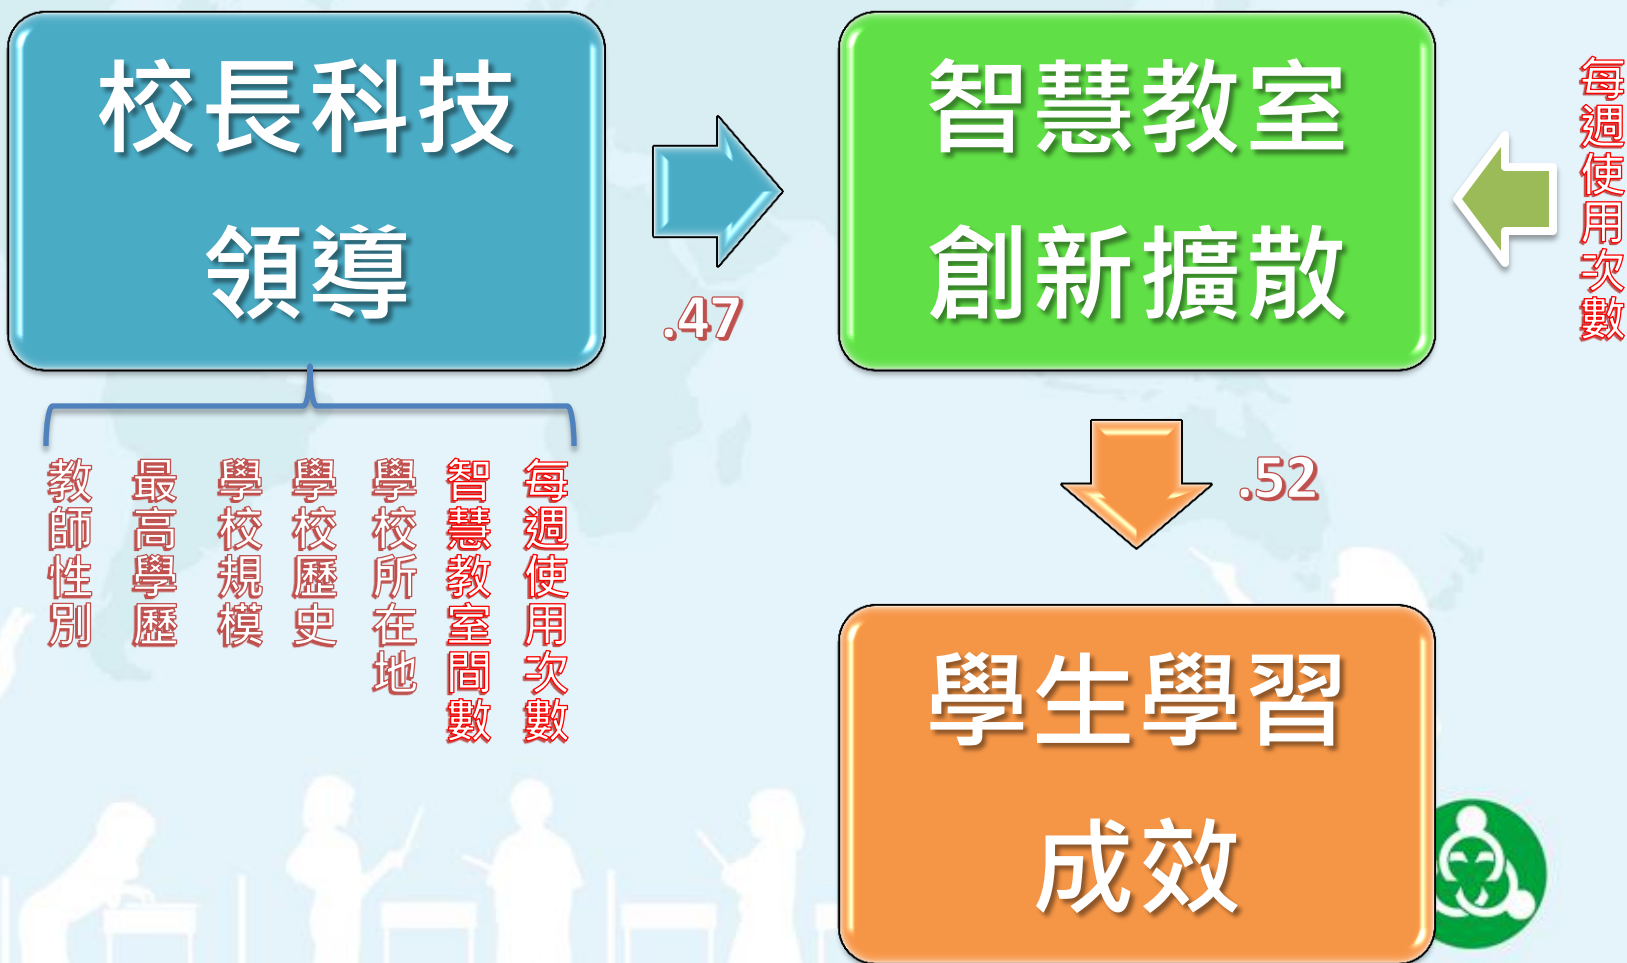 校長科技
領導
智慧教室
創新擴散
每週使用次數
.47
教師性別
最高學歷
學校規模
學校歷史
學校所在地
智慧教室間數
每週使用次數
.52
學生學習
成效